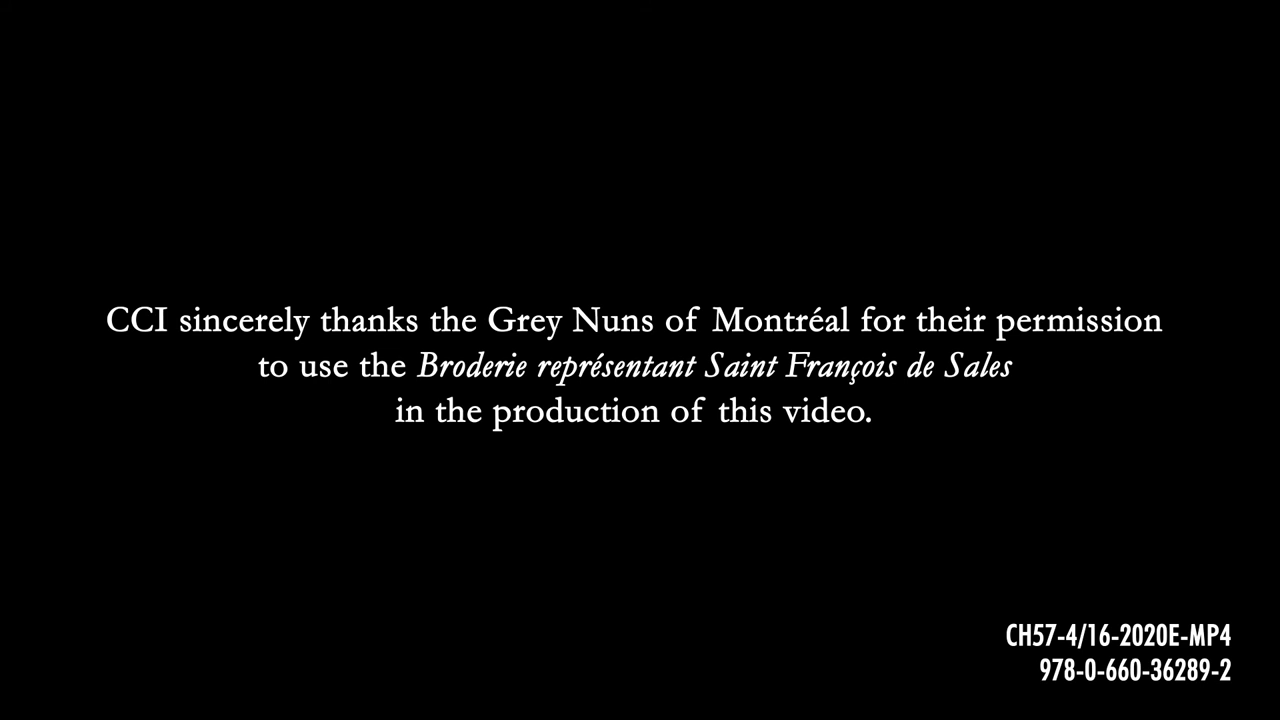 CCI sincerely thanks the Grey Nuns of Montréal for their permission
to use the Broderie représentant Saint François de Sales
in the production of this video.
CH57-4/16-2020E-MP4
978-0-660-36289-2